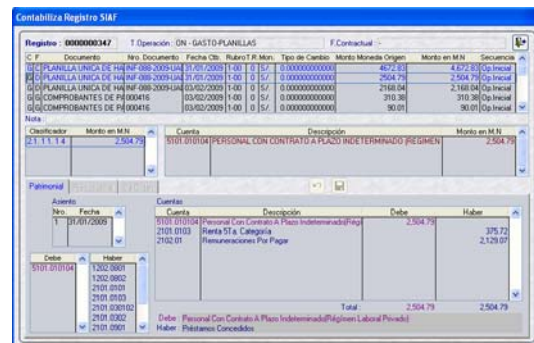 Contabiliza Registro SIAF
Registro : 0000000347 T.Operación : ON - GASTO-PLANILLAS F.Contractual : -
C F Documento Nro. Documento Fecha Ctb. Rubro T.R. Mon. Tipo de Cambio Monto Moneda Origen Monto en M.N Secuencia
G C PLANILLA UNICA DE HA INF-088-2009-UAI 31/01/2009 1-00 0 S/. 0.000000000000 4672.83 4,672.83 Op.Inicial
G D PLANILLA UNICA DE HA INF-088-2009-UAI 31/01/2009 1-00 0 S/. 0.000000000000 2504.79 2,504.79 Op.Inicial
G G PLANILLA UNICA DE HA INF-088-2009-UAI 03/02/2009 1-00 0 S/. 0.000000000000 2168.04 2,168.04 Op.Inicial
G G COMPROBANTES DE PA 000416 03/02/2009 1-00 0 S/. 0.000000000000 310.38 310.38 Op.Inicial
G G COMPROBANTES DE PA 000416 03/02/2009 1-00 0 S/. 0.000000000000 90.01 90.01 Op.Inicial
Nota :
Clasificador Monto en M.N Cuenta Descripción Monto en M.N
2.1. 1 1. 1 4 2,504.79 5101.010104 PERSONAL CON CONTRATO A PLAZO INDETERMINADO (REGIMEN 2,504.79
Patrimonial
Asiento Cuentas
Nro. Fecha Cuenta Descripción Debe Haber
1 31/01/2009 5101.010104 Personal Con Contrato A Plazo Indeterminado(Régi 2,504.79
2101.0103 Renta 5Ta. Categoría 375.72
2102.01 Remuneraciones Por Pagar 2,129.07
Debe Haber
5101.010104 1202.0801
1202.0802
2101.0101
2101.0103
2101.030102
2101.0302
2101.0901
Total : 2,504.79 2,504.79
Debe : Personal Con Contrato A Plazo Indeterminado(Régimen Laboral Privado)
Haber : Préstamos Concedidos